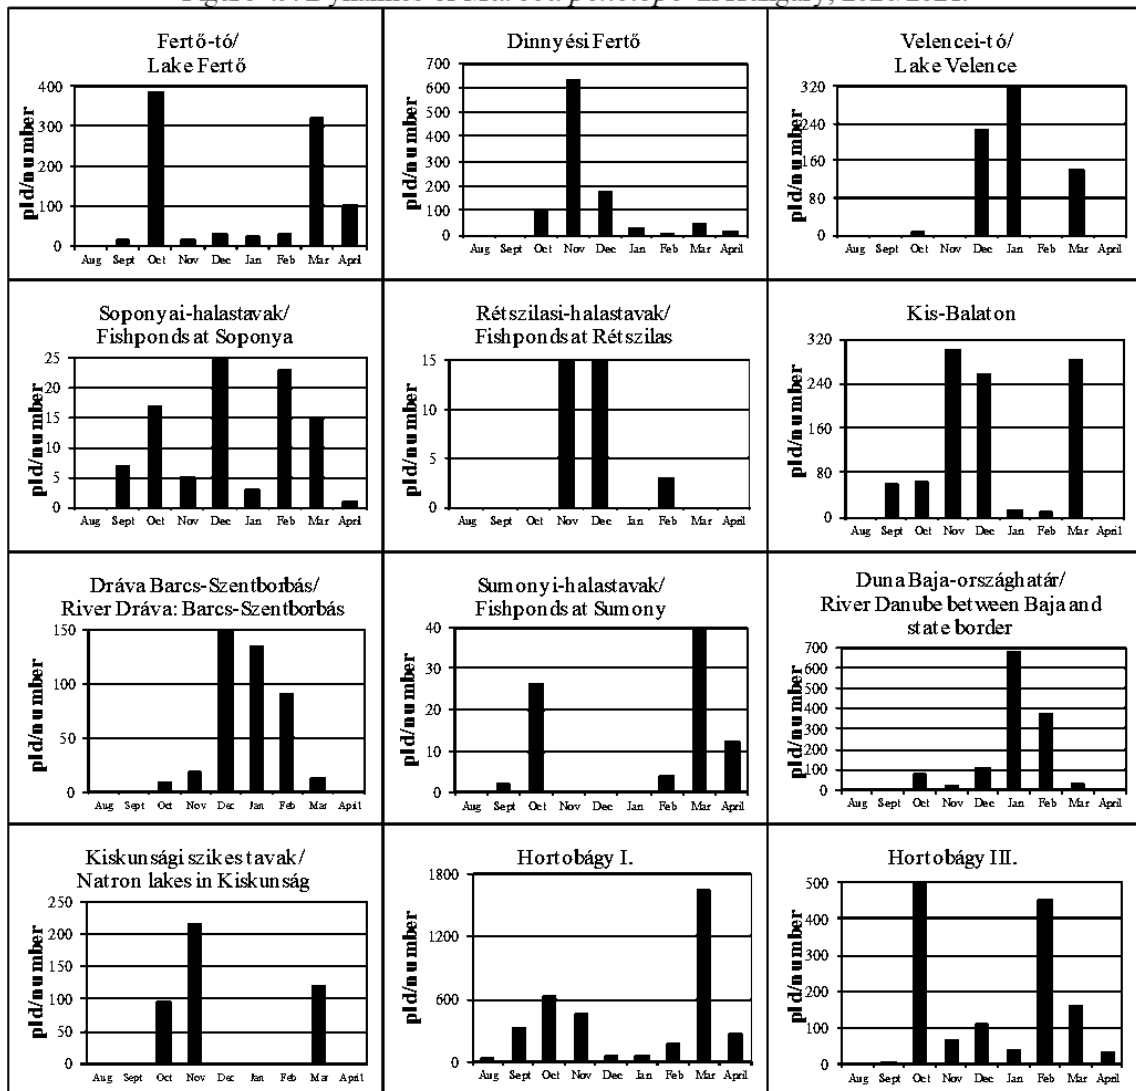 Dynamics of Mareca penelope in Hungary,
Fertő-tó/
Lake Fertő
pld/number
400
300
200
100
0
Aug Sept Oct Nov Dec Jan Feb Mar April
Dinnyési Fertő
pld/number
700
600
500
400
300
200
100
0
Aug Sept Oct Nov Dec Jan Feb Mar April
Velencei-tó/
Lake Velence
pld/number
320
240
160
80
0
Aug Sept Oct Nov Dec Jan Feb Mar April
Soponyai-halastavak/
Fishponds at Soponya
pld/number
25
20
15
10
5
0
Aug Sept Oct Nov Dec Jan Feb Mar April
Rétszilasi-halastavak/
Fishponds at Rétszilas
pld/number
15
10
5
0
Aug Sept Oct Nov Dec Jan Feb Mar April
Kis-Balaton
pld/number
320
240
160
80
0
Aug Sept Oct Nov Dec Jan Feb Mar April
Dráva Barcs-Szentborbás/
River Dráva: Barcs-Szentborbás
pld/number
150
100
50
0
Aug Sept Oct Nov Dec Jan Feb Mar April
Sumonyi-halastavak/
Fishponds at Sumony
pld/number
40
30
20
10
0
Aug Sept Oct Nov Dec Jan Feb Mar April
Duna Baja-országhatár/
River Danube between Baja and
state border
pld/number
700
600
500
400
300
200
100
0
Aug Sept Oct Nov Dec Jan Feb Mar April
Kiskunsági szikes tavak/
Natron lakes in Kiskunság
pld/number
250
200
150
100
50
0
Aug Sept Oct Nov Dec Jan Feb Mar April
Hortobágy I.
pld/number
1800
1200
600
0
Aug Sept Oct Nov Dec Jan Feb Mar April
Hortobágy III.
pld/number
500
400
300
200
100
0
Aug Sept Oct Nov Dec Jan Feb Mar April